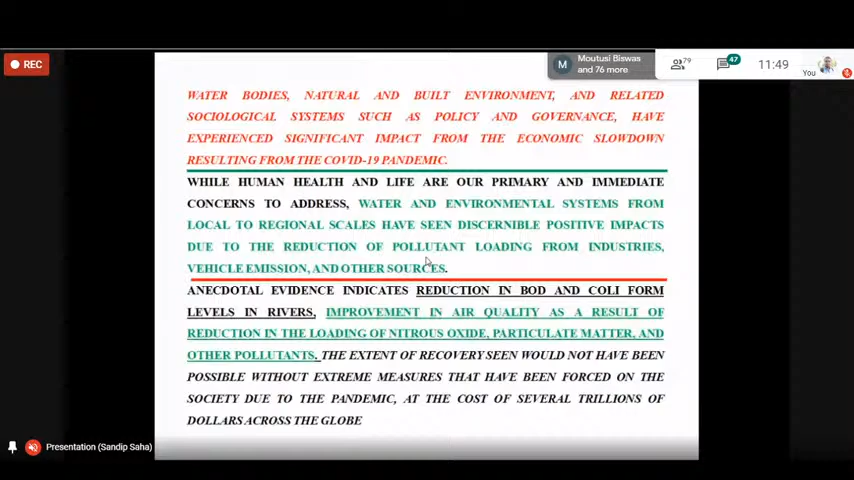 REC
Moutusi Biswas
and 76 more
M
79
47
11:49
You
WATER BODIES, NATURAL AND BUILT ENVIRONMENT, AND RELATED
SOCIOLOGICAL SYSTEMS SUCH AS POLICY AND GOVERNANCE, HAVE
EXPERIENCED SIGNIFICANT IMPACT FROM THE ECONOMIC SLOWDOWN
RESULTING FROM THE COVID-19 PANDEMIC.
WHILE HUMAN HEALTH AND LIFE ARE OUR PRIMARY AND IMMEDIATE
CONCERNS TO ADDRESS, WATER AND ENVIRONMENTAL SYSTEMS FROM
LOCAL TO REGIONAL SCALES HAVE SEEN DISCERNIBLE POSITIVE IMPACTS
DUE TO THE REDUCTION OF POLLUTANT LOADING FROM INDUSTRIES,
VEHICLE EMISSION, AND OTHER SOURCES.
ANECDOTAL EVIDENCE INDICATES REDUCTION IN BOD AND COLI FORM
LEVELS IN RIVERS, IMPROVEMENT IN AIR QUALITY AS A RESULT OF
REDUCTION IN THE LOADING OF NITROUS OXIDE, PARTICULATE MATTER, AND
OTHER POLLUTANTS. THE EXTENT OF RECOVERY SEEN WOULD NOT HAVE BEEN
POSSIBLE WITHOUT EXTREME MEASURES THAT HAVE BEEN FORCED ON THE
SOCIETY DUE TO THE PANDEMIC, AT THE COST OF SEVERAL TRILLIONS OF
DOLLARS ACROSS THE GLOBE
Presentation (Sandip Saha)